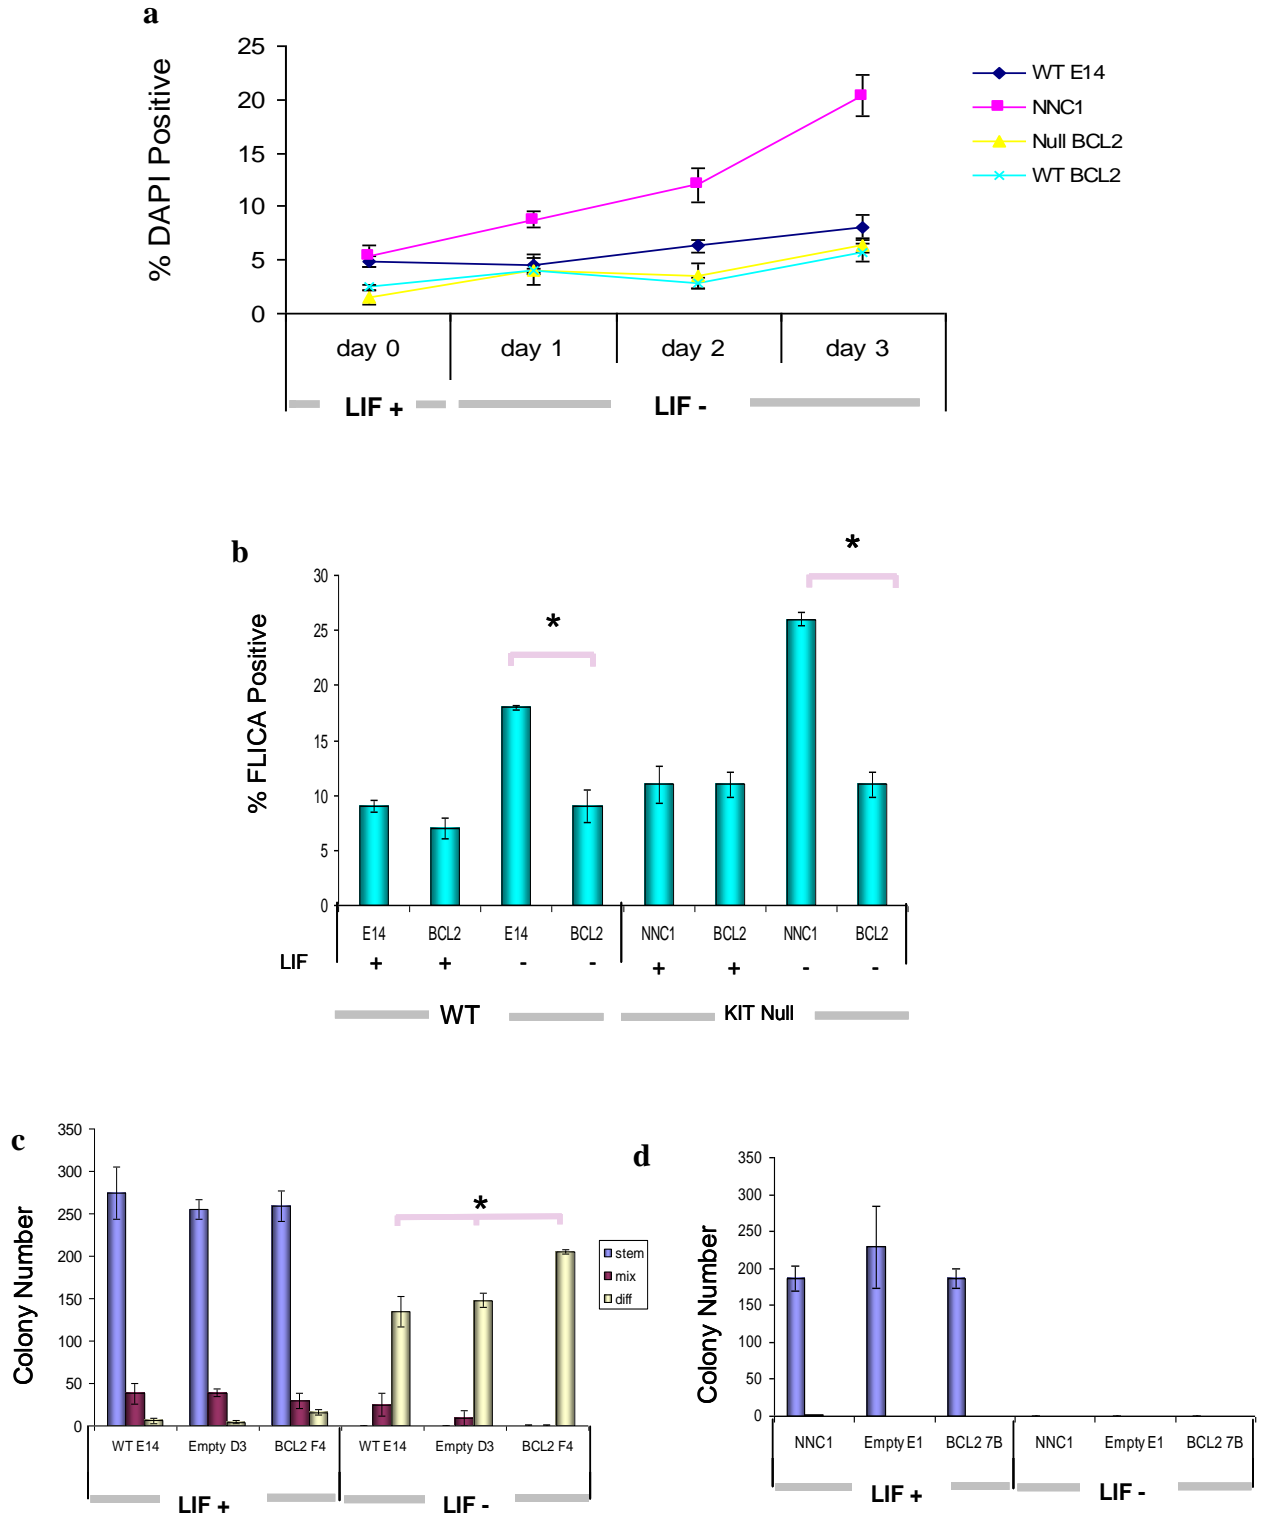 a
% DAPI Positive
25
20
15
10
5
0
day 0 day 1 day 2 day 3
LIF + LIF -
WT E14
NNC1
Null BCL2
WT BCL2
b
% FLICA Positive
30
25
20
15
10
5
0
*
*
E14 BCL2 E14 BCL2 NNC1 BCL2 NNC1 BCL2
LIF + + - - + + - -
WT KIT Null
c
Colony Number
350
300
250
200
150
100
50
0
*
stem
mix
diff
WT E14 Empty D3 BCL2 F4 WT E14 Empty D3 BCL2 F4
LIF + LIF -
d
Colony Number
350
300
250
200
150
100
50
0
NNC1 Empty E1 BCL2 7B NNC1 Empty E1 BCL2 7B
LIF + LIF -